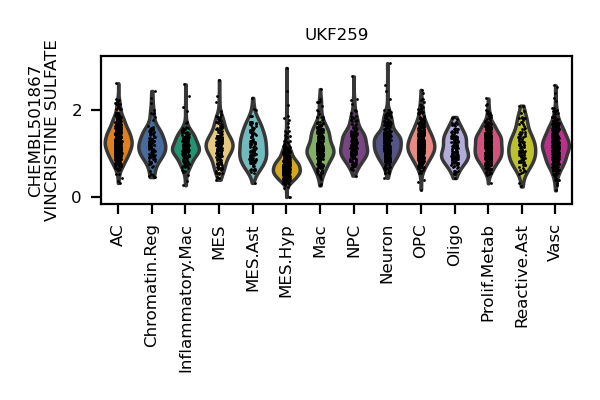 UKF259
CHEMBL501867
VINCRISTINE SULFATE
2
0
AC
Chromatin.Reg
Inflammatory.Mac
MES
MES.Ast
MES.Hyp
Mac
NPC
Neuron
OPC
Oligo
Prolif.Metab
Reactive.Ast
Vasc